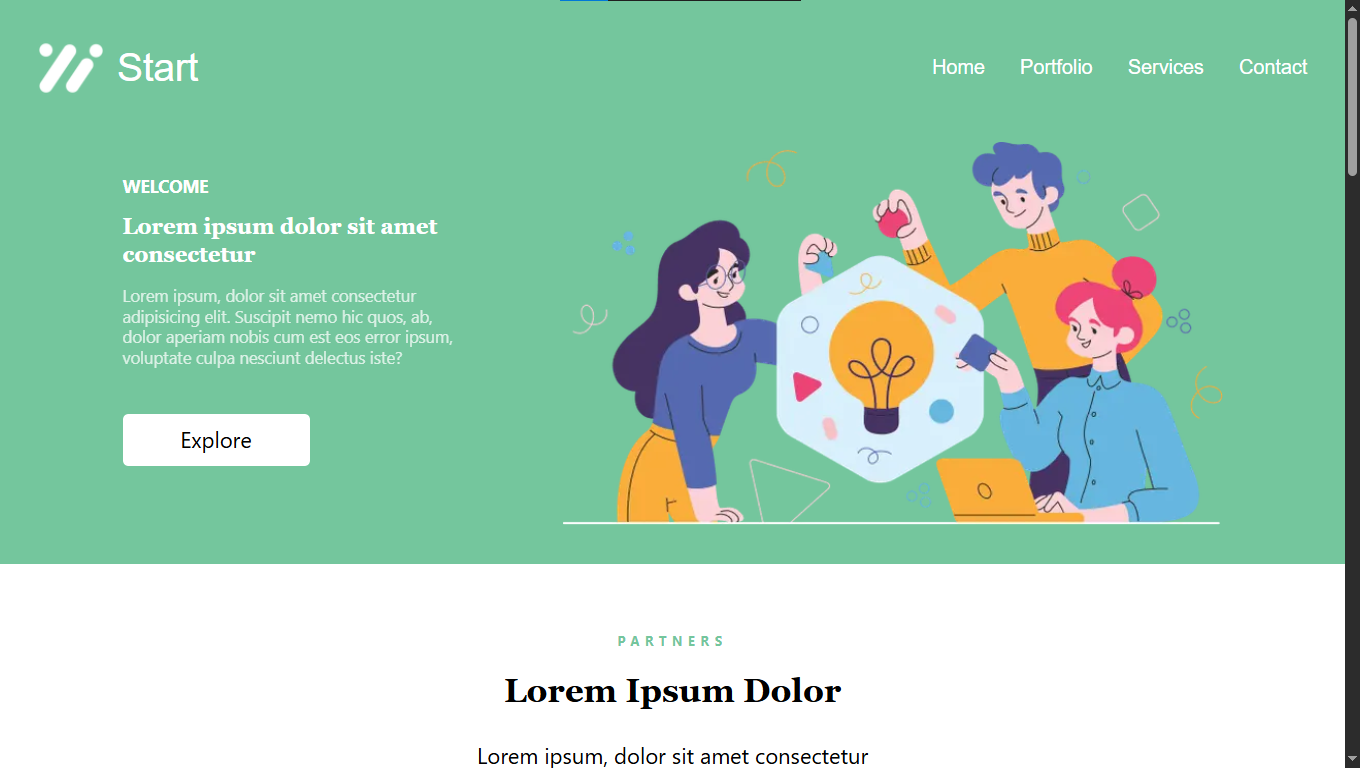 Start
Home Portfolio Services Contact
WELCOME
Lorem ipsum dolor sit amet
consectetur
Lorem ipsum, dolor sit amet consectetur
adipisicing elit. Suscipit nemo hic quos, ab,
dolor aperiam nobis cum est eos error ipsum,
voluptate culpa nesciunt delectus iste?
Explore
PARTNERS
Lorem Ipsum Dolor
Lorem ipsum, dolor sit amet consectetur